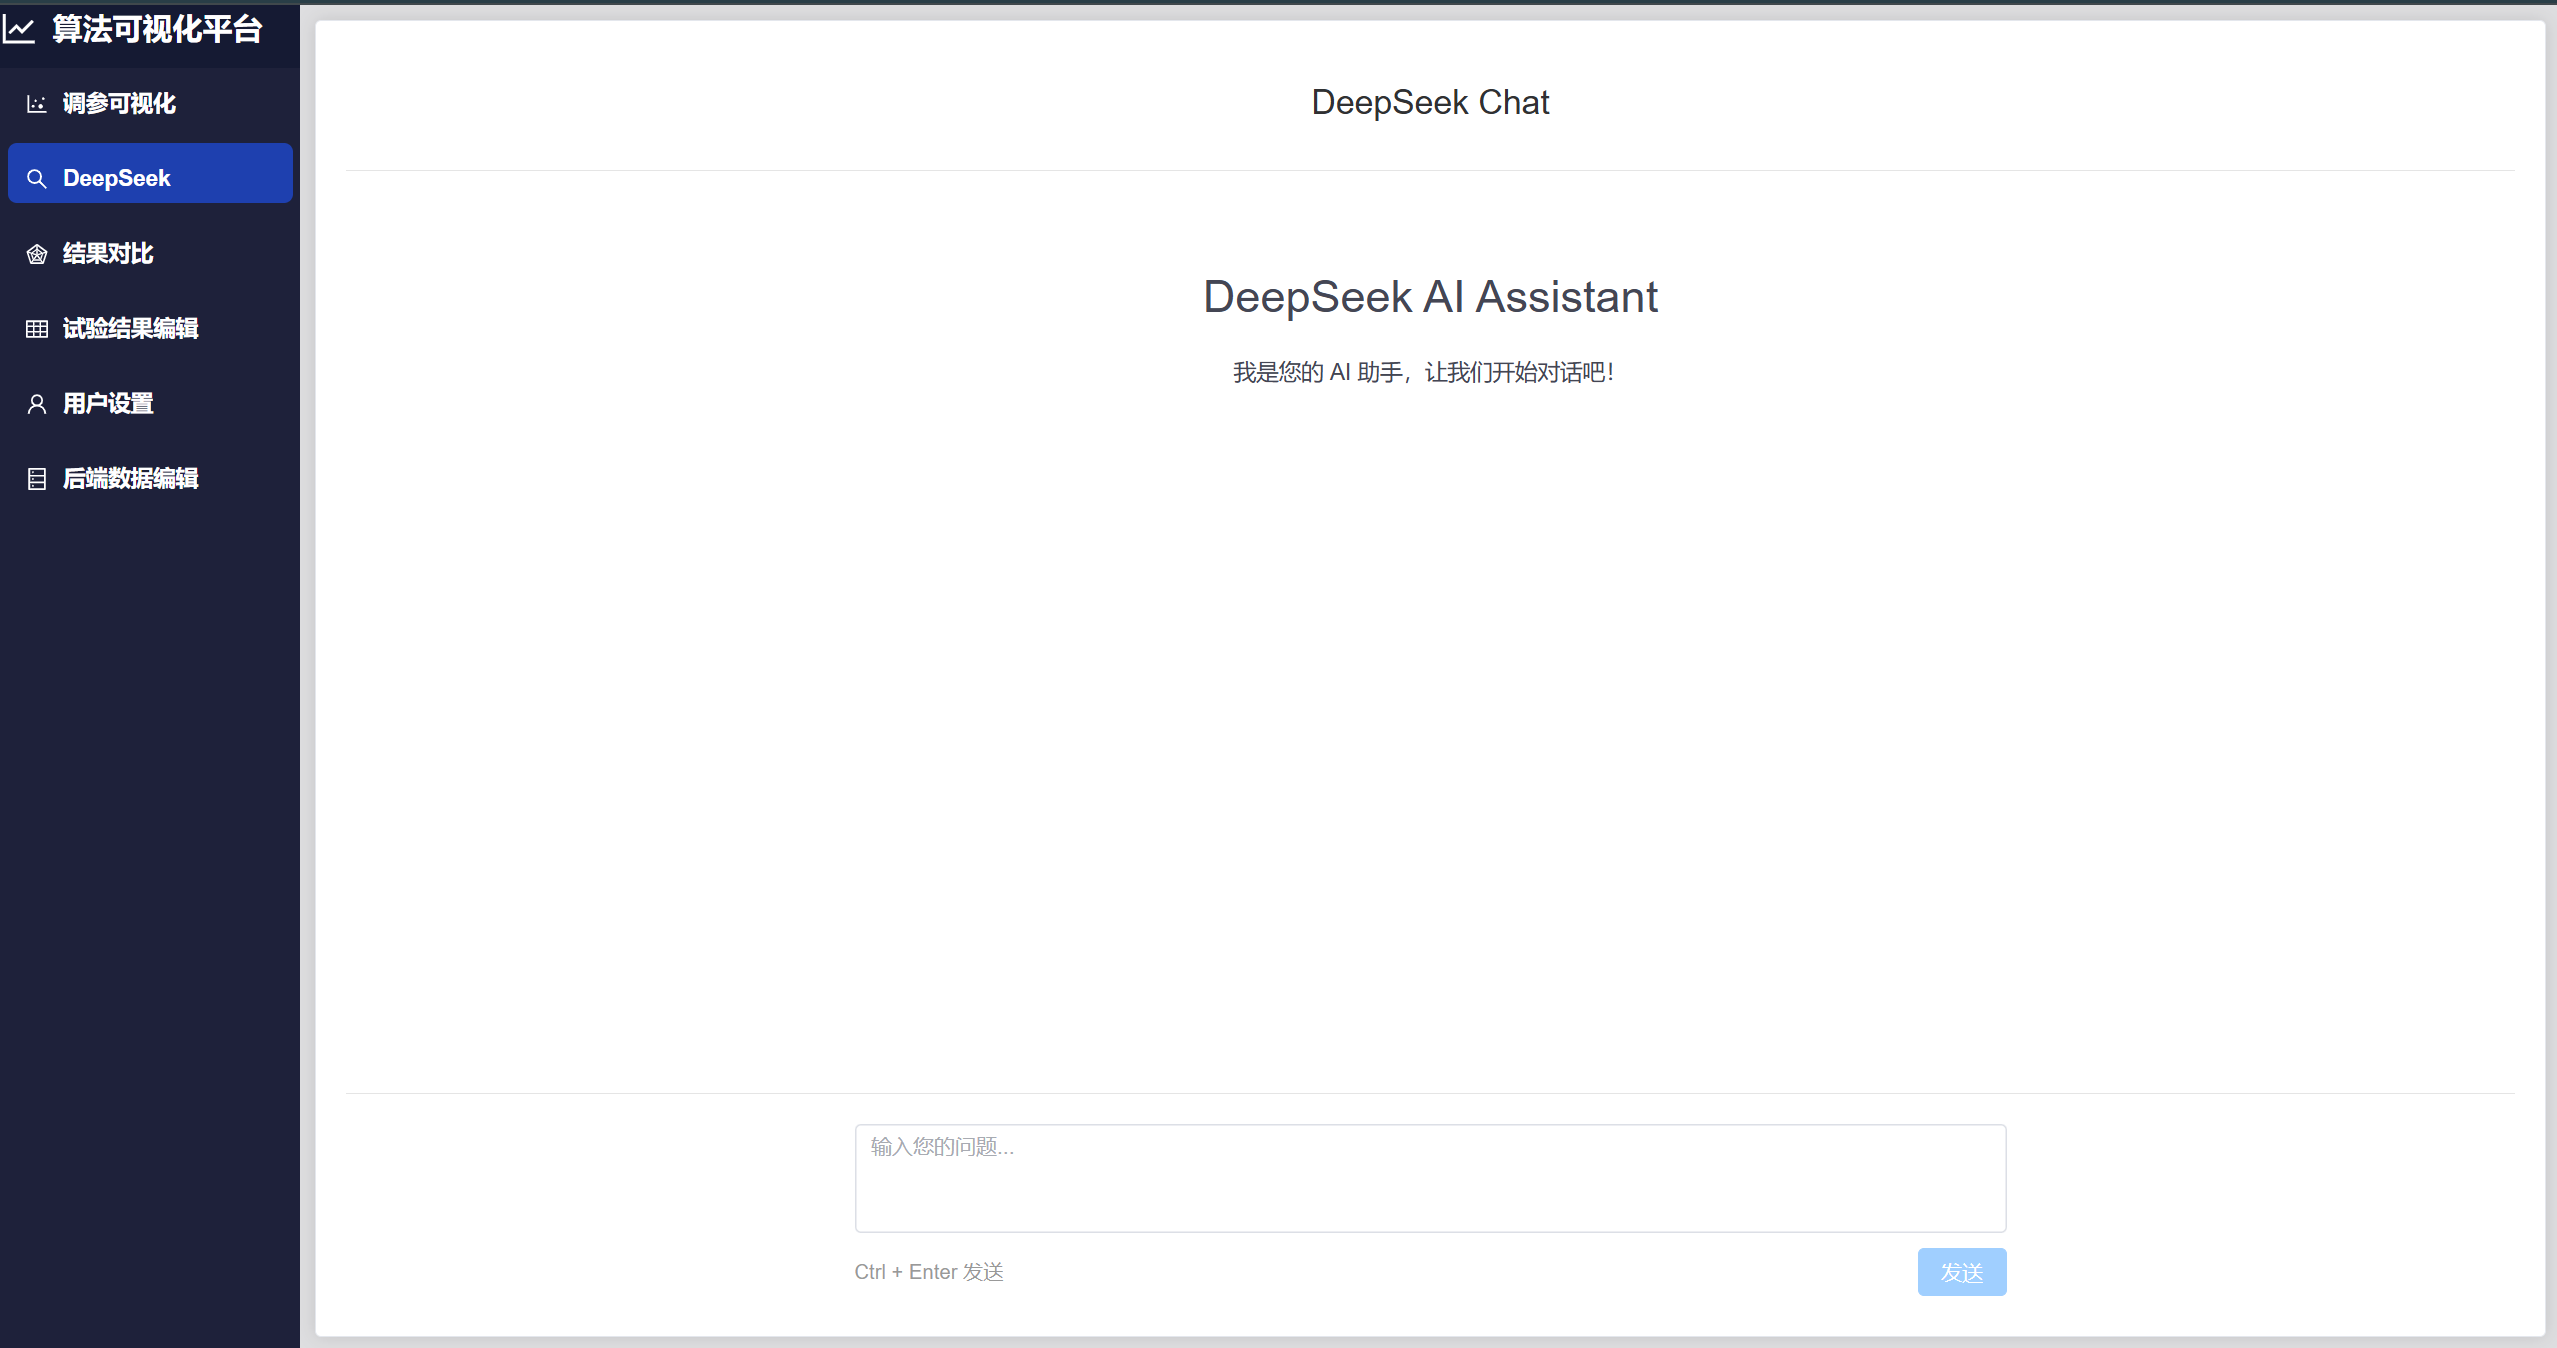 算法可视化平台
调参可视化
DeepSeek
结果对比
试验结果编辑
用户设置
后端数据编辑
DeepSeek Chat
DeepSeek AI Assistant
我是您的 AI 助手，让我们开始对话吧！
输入您的问题...
Ctrl + Enter 发送
发送